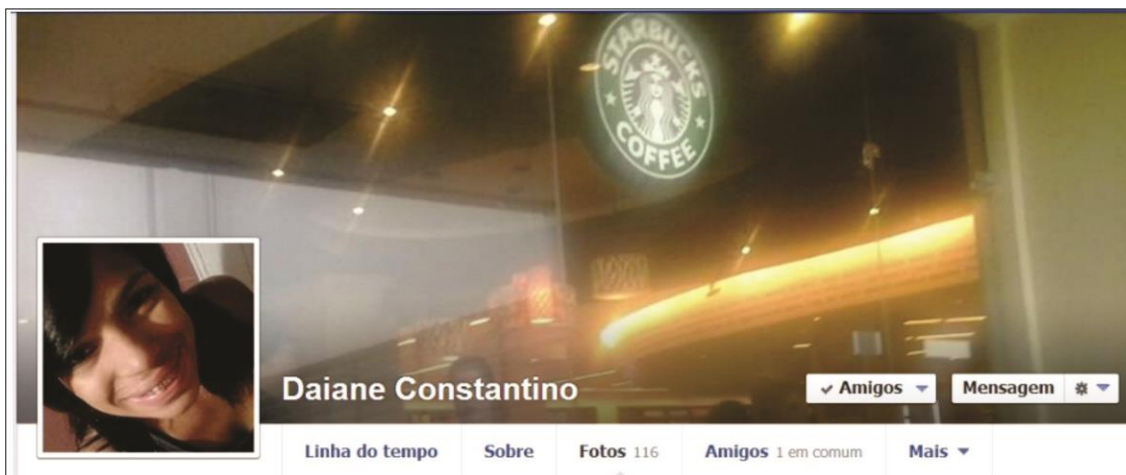 STARBUCKS
COFFEE
Daiane Constantino
✓ Amigos
Mensagem
Linha do tempo
Sobre
Fotos 116
Amigos 1 em comum
Mais